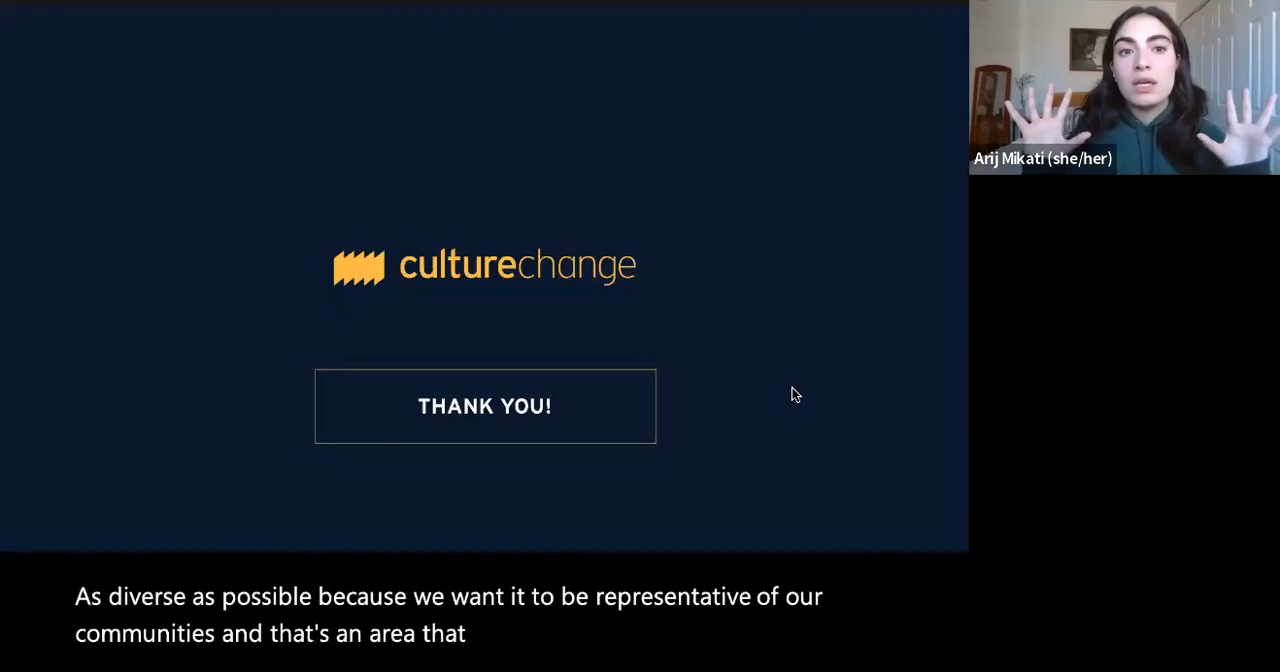 Arij Mikati (she/her)
culturechange
THANK YOU!
As diverse as possible because we want it to be representative of our
communities and that's an area that